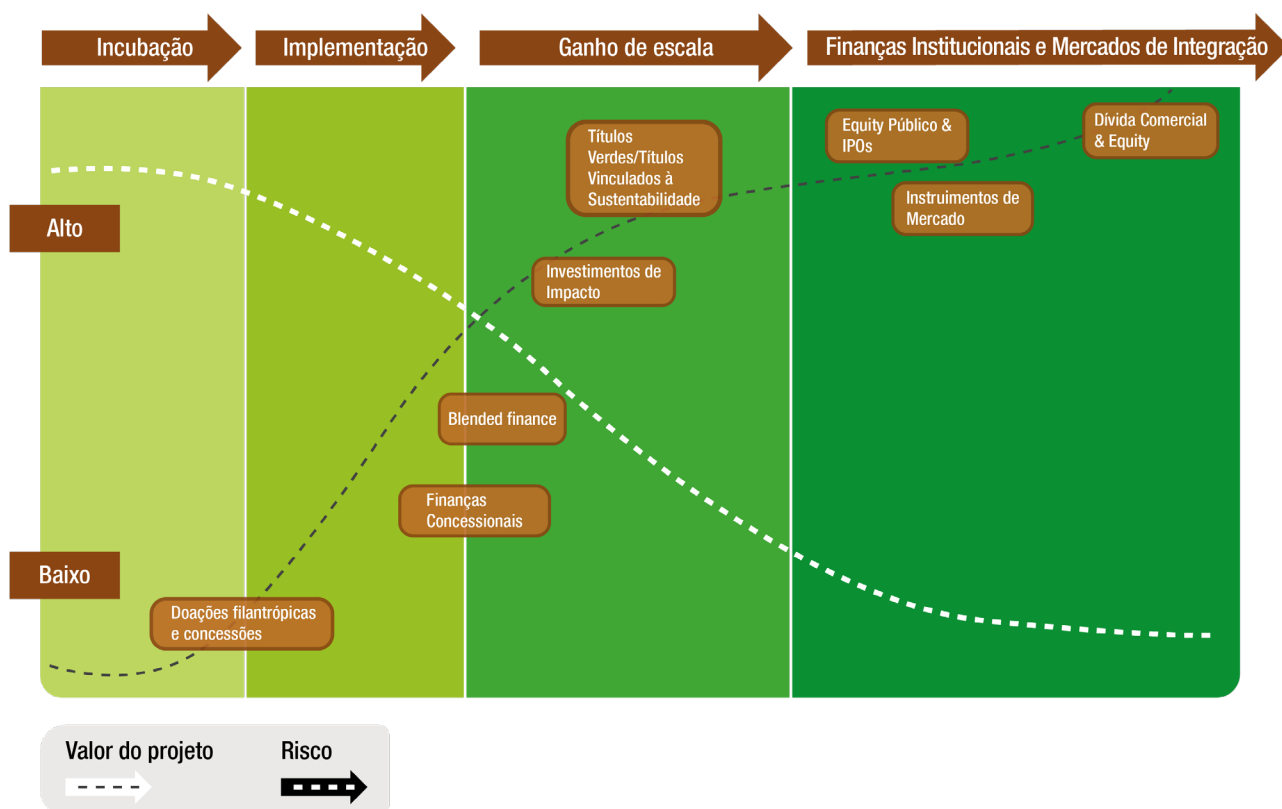 Incubação
Implementação
Ganho de escala
Finanças Institucionais e Mercados de Integração
Títulos
Verdes/Títulos
Vinculados à
Sustentabilidade
Equity Público &
IPOs
Dívida Comercial
& Equity
Instruimentos de
Mercado
Alto
Investimentos de
Impacto
Blended finance
Finanças
Concessionais
Baixo
Doações filantrópicas
e concessões
Valor do projeto
Risco